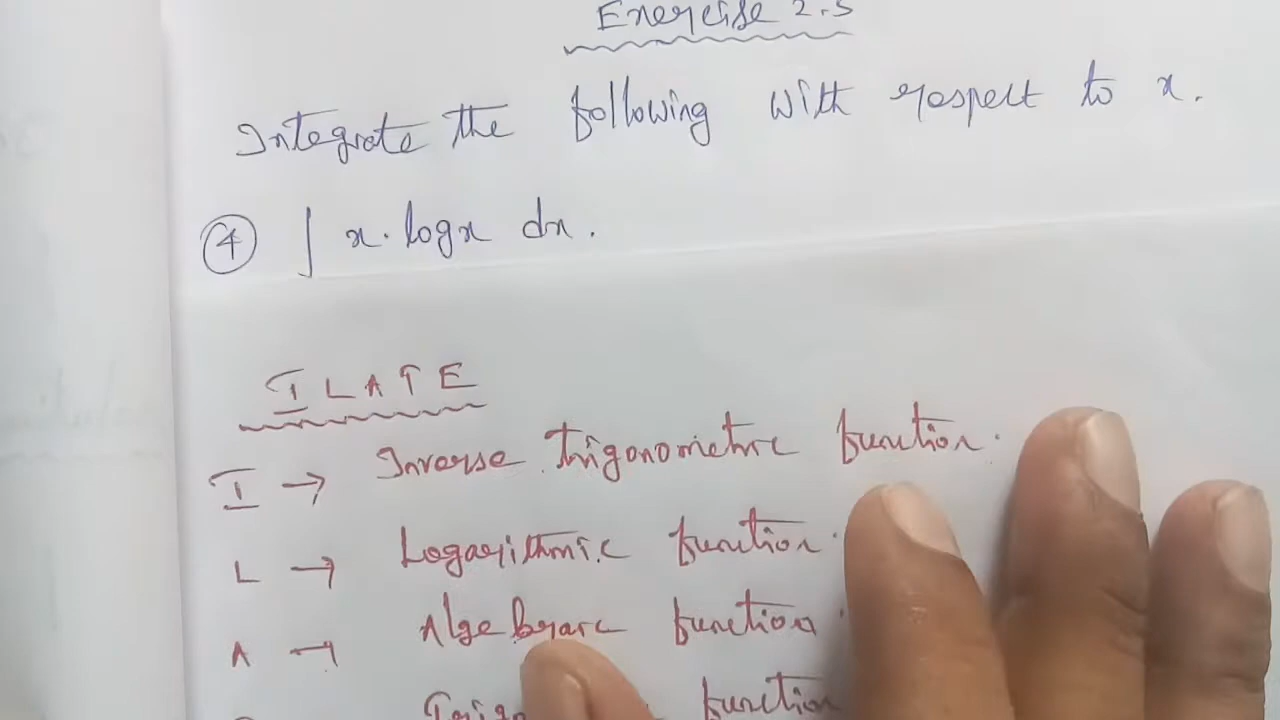 Exercise 2.5
Integrate the following with respect to x.
④ ∫ x. logx dx.
ILATE
I → Inverse trigonometric function.
L → Logarithmic function.
A → Algebraic function.
function